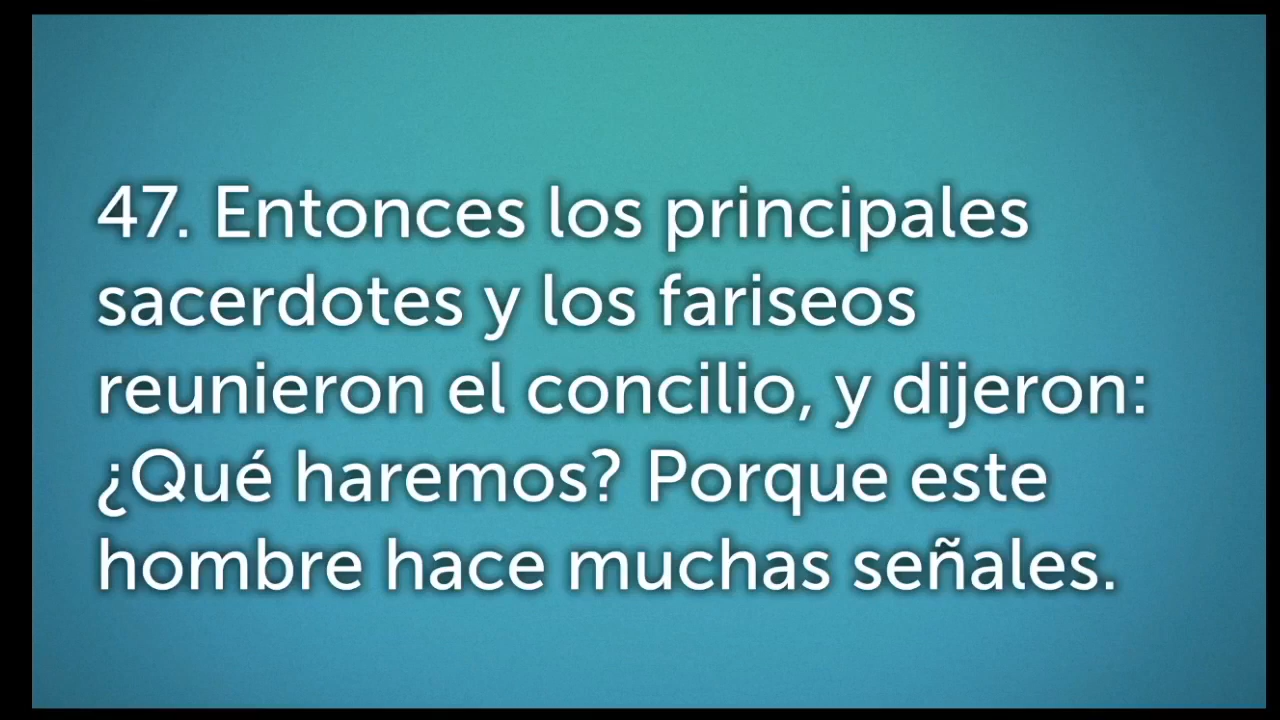 47. Entonces los principales
sacerdotes y los fariseos
reunieron el concilio, y dijeron:
¿Qué haremos? Porque este
hombre hace muchas señales.